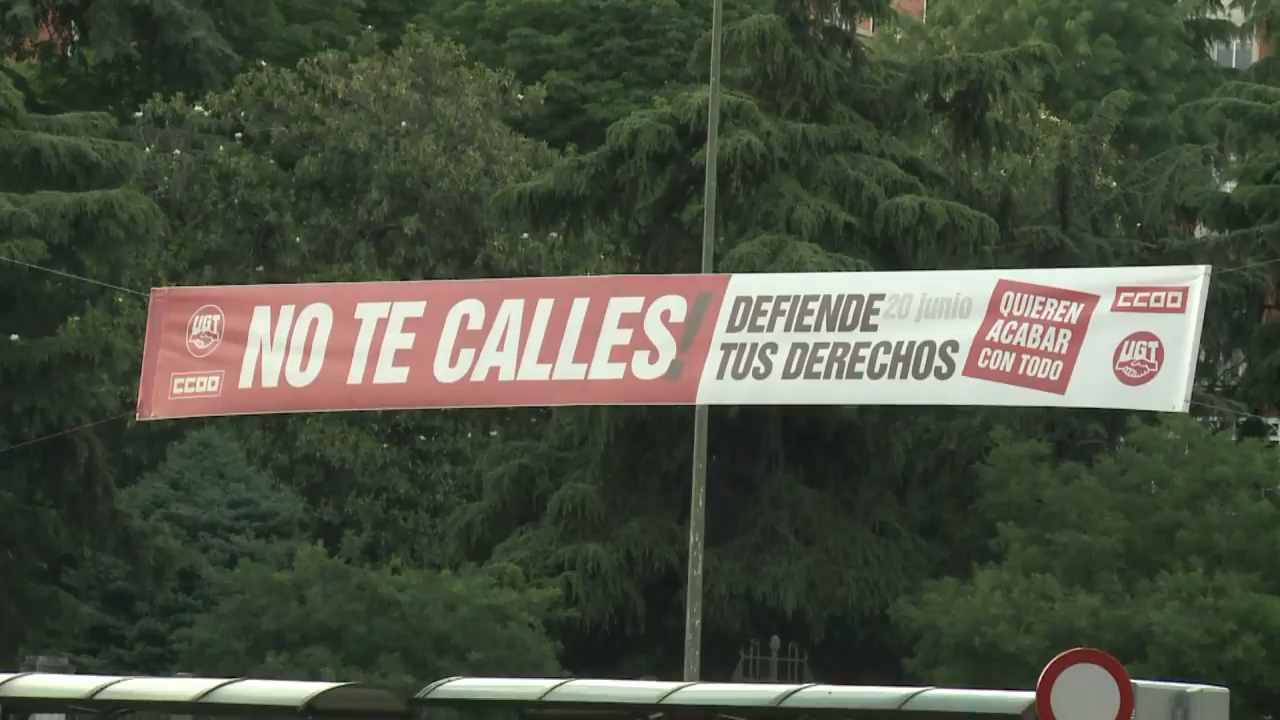 UGT
CCOO
NO TE CALLES!
DEFIENDE 20 junio
TUS DERECHOS
QUIEREN
ACABAR
CON TODO
CCOO
UGT